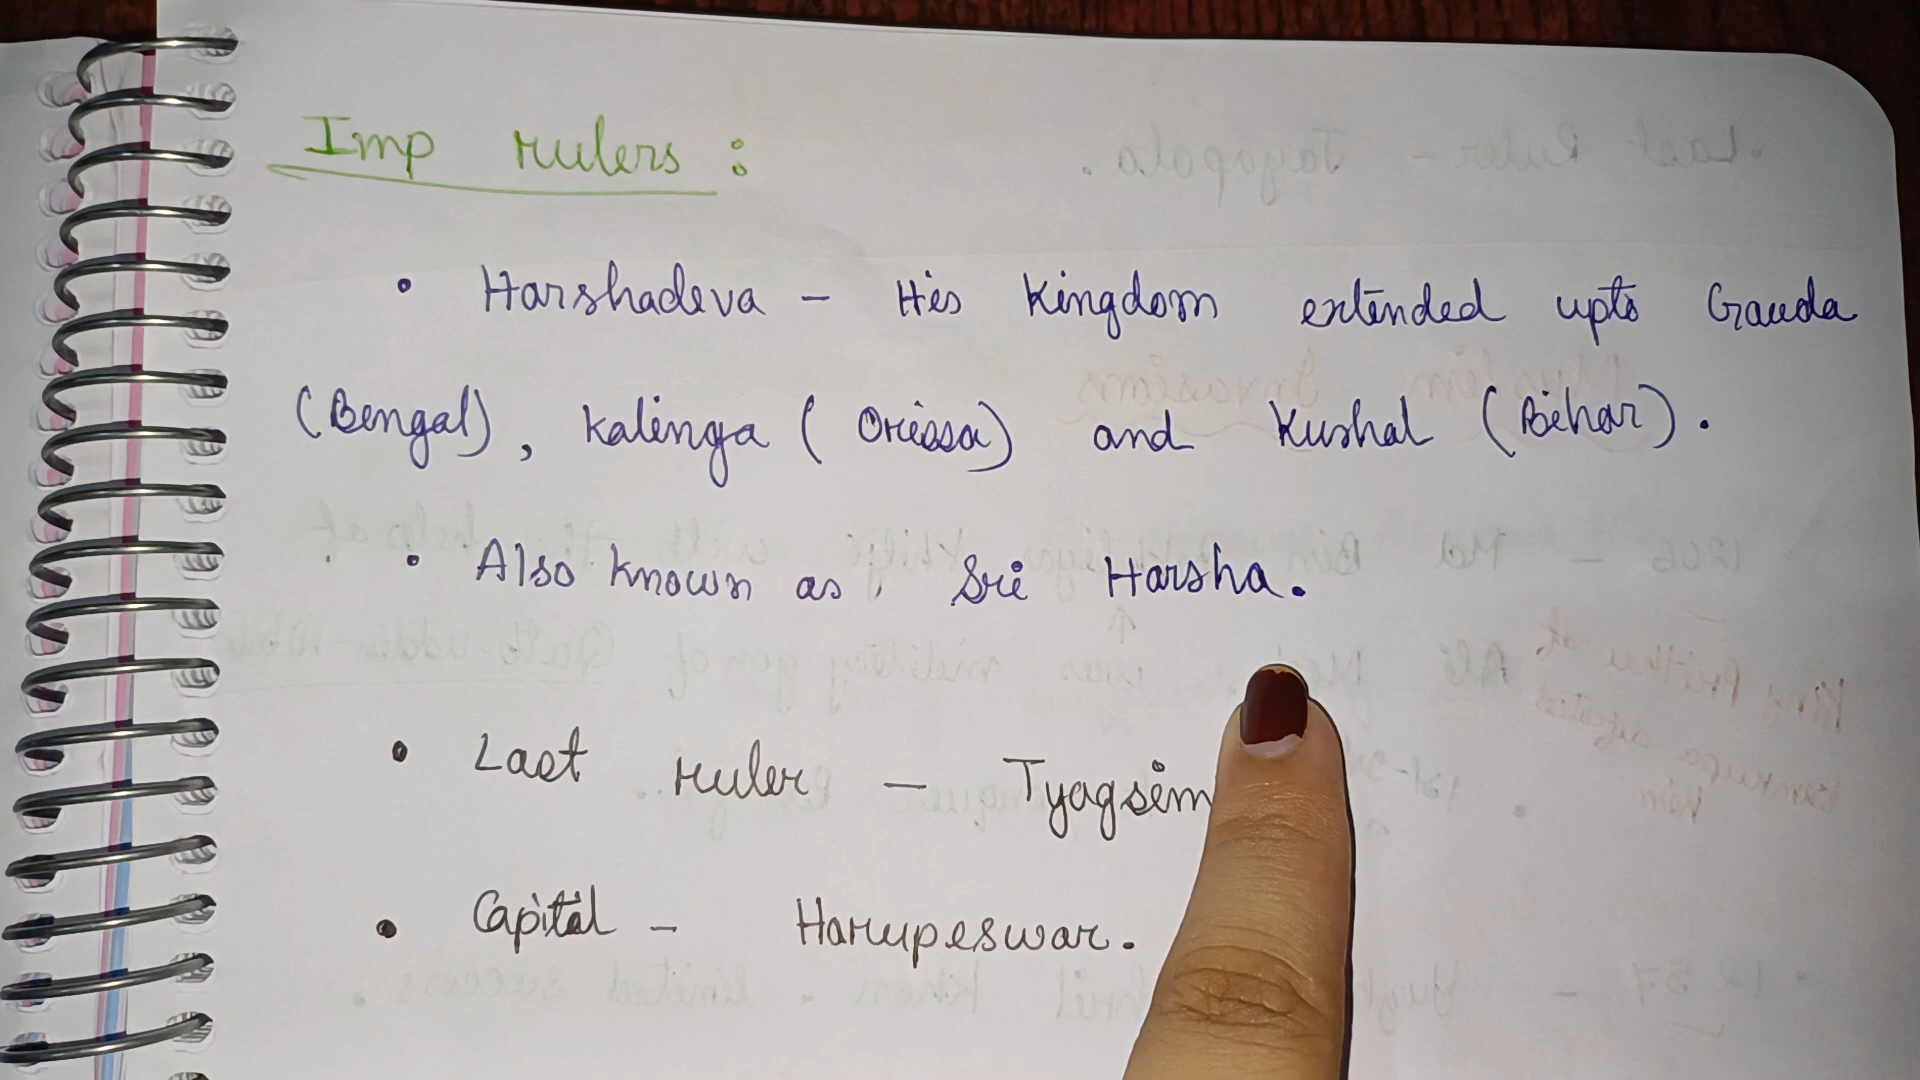 Imp rulers :
• Harshadeva - His Kingdom extended upto Gauda
(Bengal), Kalinga (Orissa) and Kushal (Bihar).
• Also known as Sri Harsha.
• Last ruler - Tyagsim
• Capital - Harupeswar.